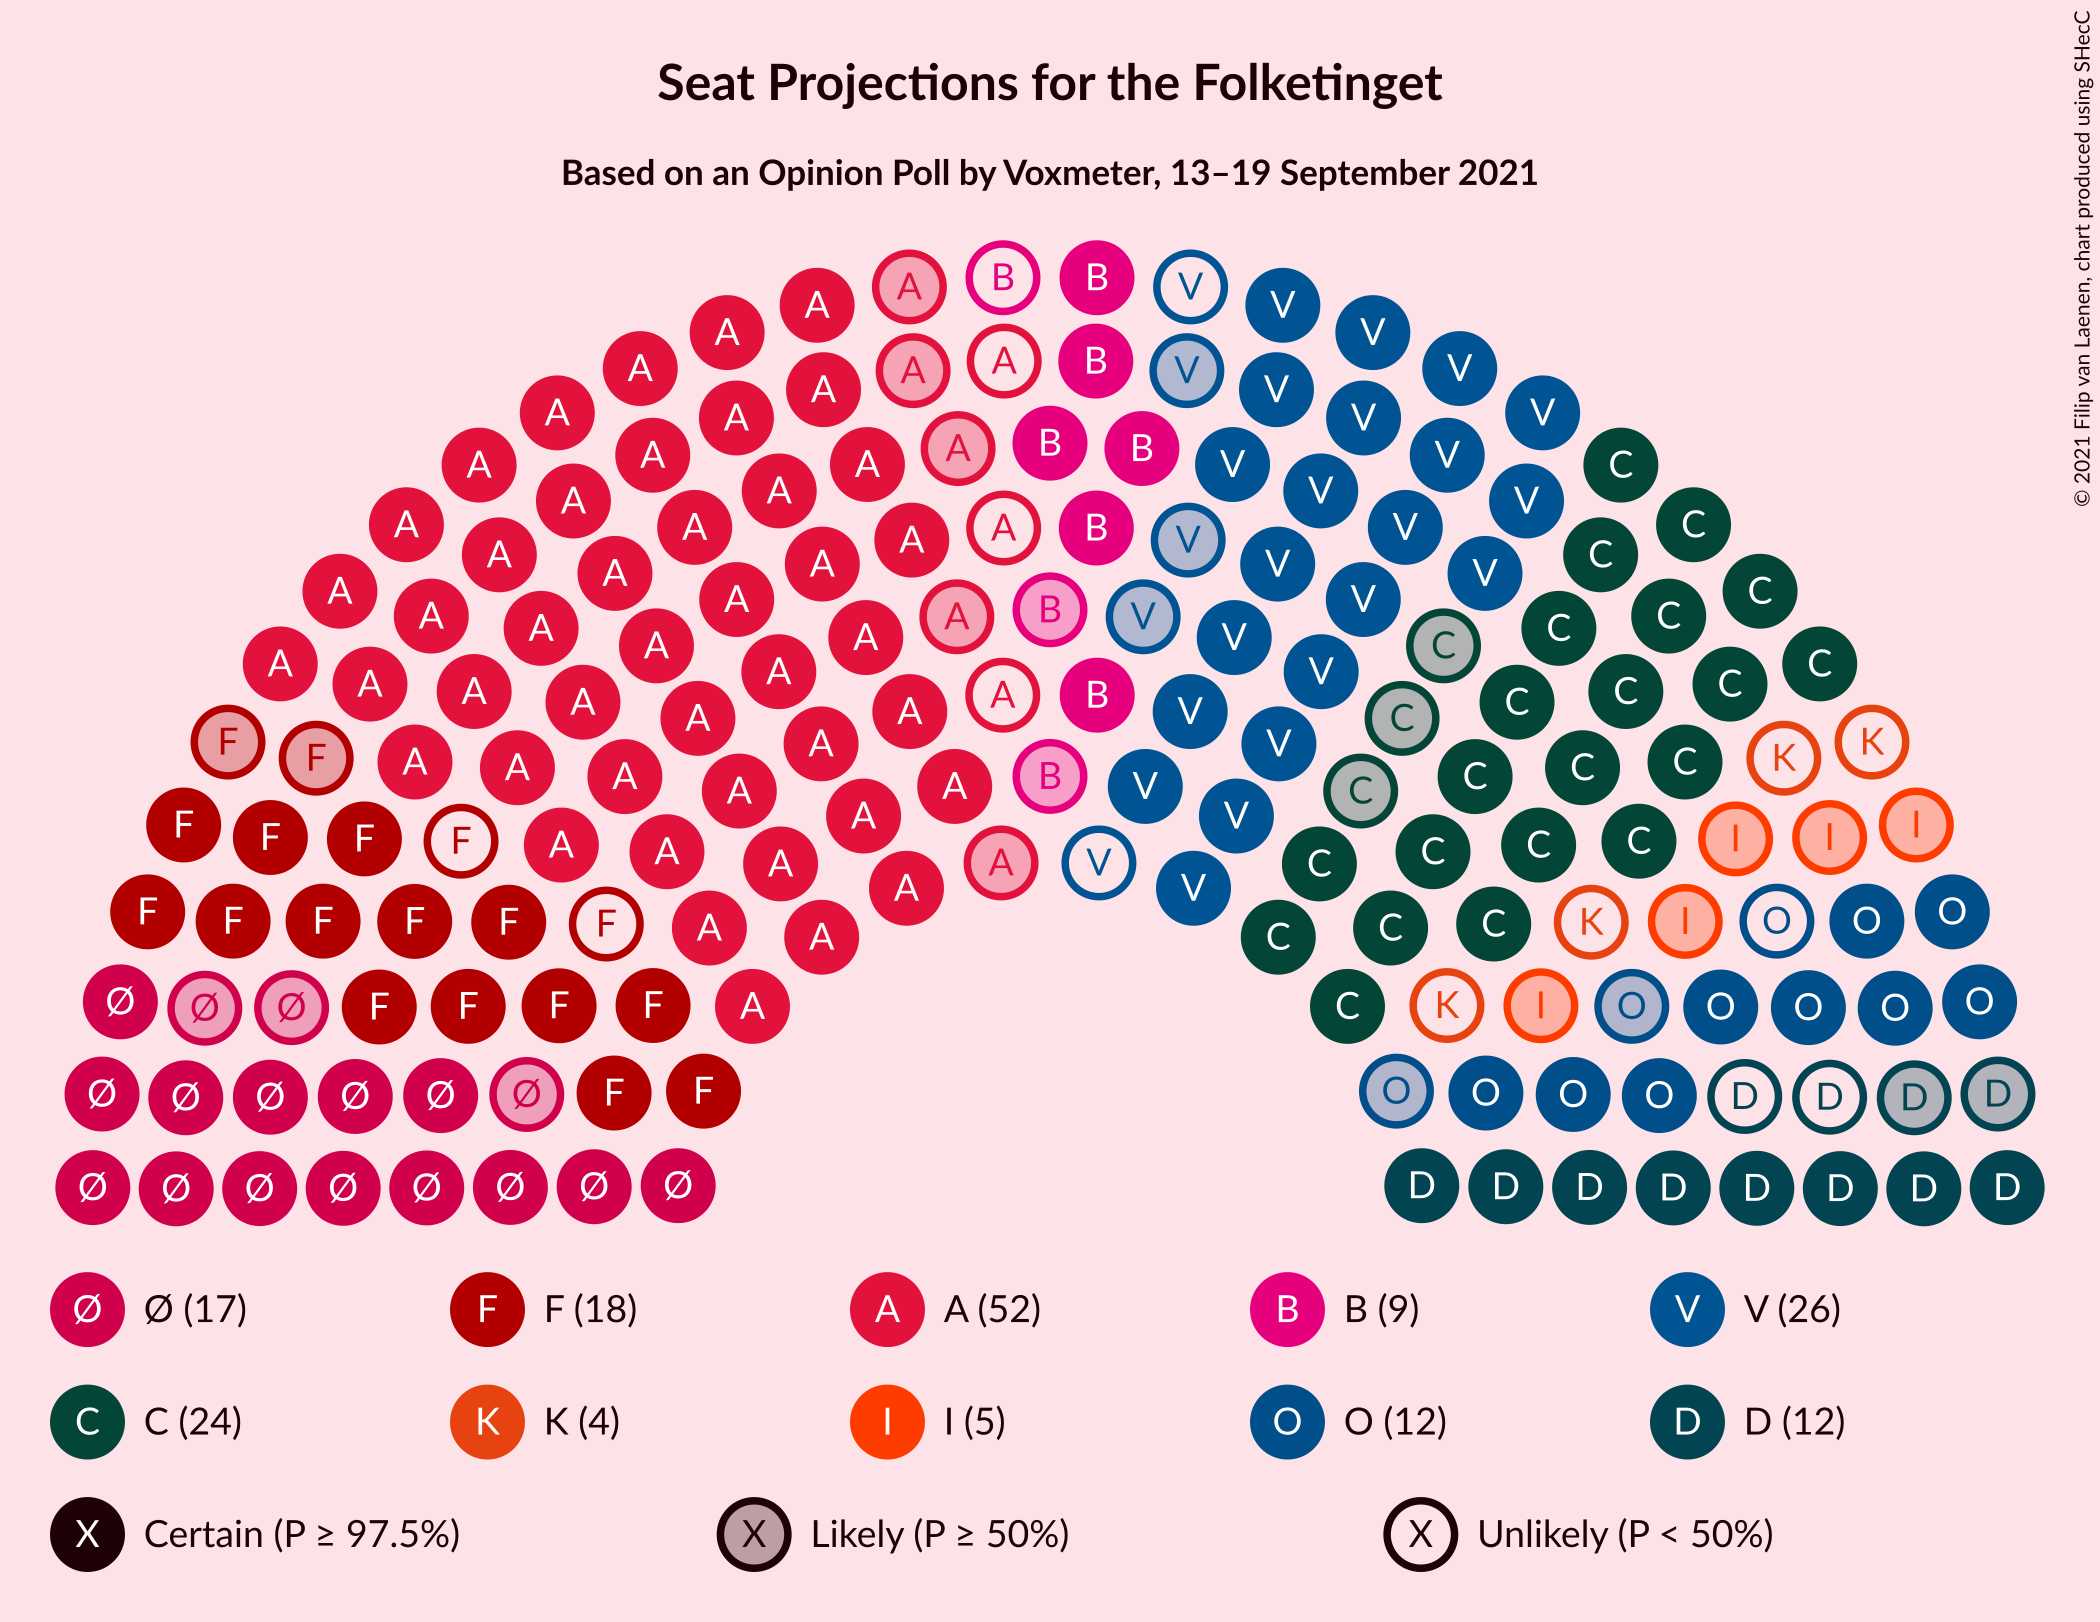 Seat Projections for the Folketinget
Based on an Opinion Poll by Voxmeter, 13–19 September 2021
© 2021 Filip van Laenen, chart produced using SHecC
A A B B V V
A A A A B V V V
A A A V V V
A A A A B B V V C
A A V V
A A A A A B V V C C
A A A A V V V C
A A A A A B V V C C C
A A A A A A B V C C C C
F F A A A A V V C C K K
A A A A B V C C C
F F F F A A A A A V V C C C C I I I
F F F F F F A A A V C C C K I O O O
Ø Ø Ø F F F F A C K I O O O O O
Ø Ø Ø Ø Ø Ø F F O O O O D D D D
Ø Ø Ø Ø Ø Ø Ø Ø D D D D D D D D
Ø Ø (17) F F (18) A A (52) B B (9) V V (26)
C C (24) K K (4) I I (5) O O (12) D D (12)
X Certain (P ≥ 97.5%) X Likely (P ≥ 50%) X Unlikely (P < 50%)